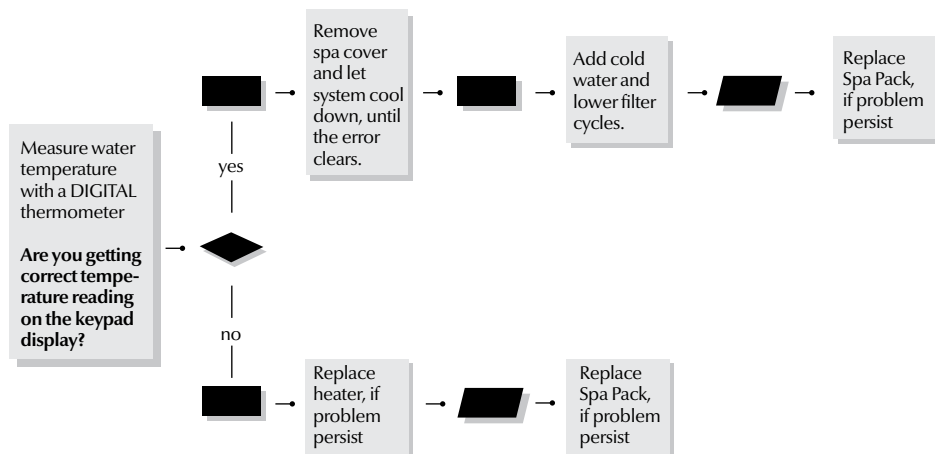 Measure water
temperature
with a DIGITAL
thermometer
Are you getting
correct tempe-
rature reading
on the keypad
display?
yes
Remove
spa cover
and let
system cool
down, until
the error
clears.
Add cold
water and
lower filter
cycles.
Replace
Spa Pack,
if problem
persist
no
Replace
heater, if
problem
persist
Replace
Spa Pack,
if problem
persist